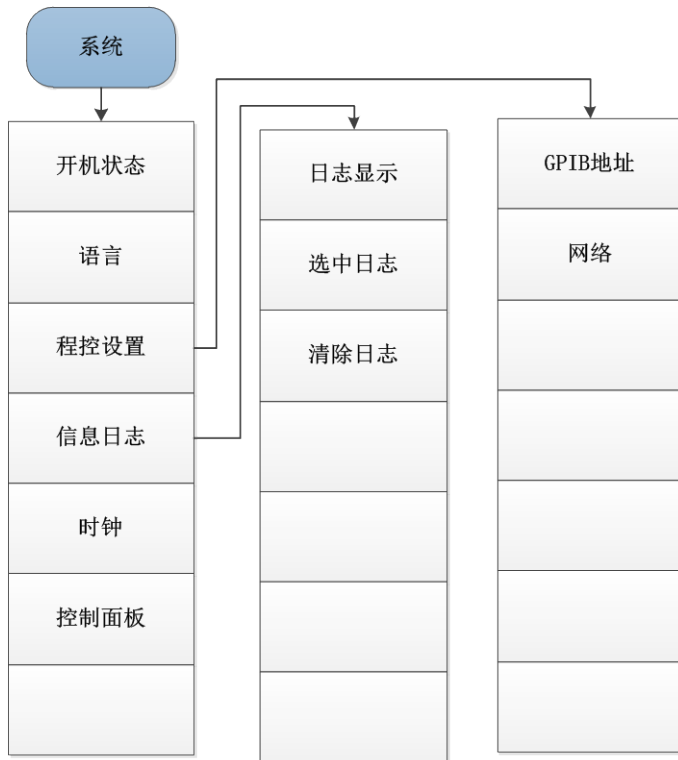 系统
开机状态
语言
程控设置
信息日志
时钟
控制面板
日志显示
选中日志
清除日志
GPIB地址
网络